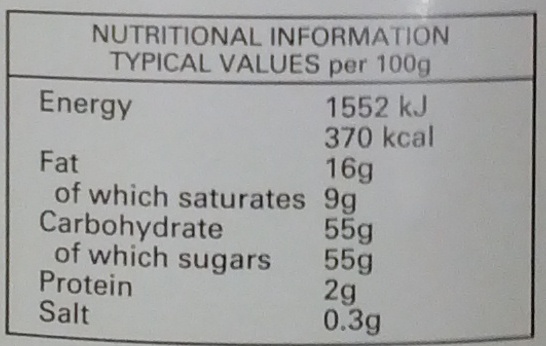 NUTRITIONAL INFORMATION
TYPICAL VALUES per 100g
Energy 1552 kJ
370 kcal
Fat 16g
of which saturates 9g
Carbohydrate 55g
of which sugars 55g
Protein 2g
Salt 0.3g